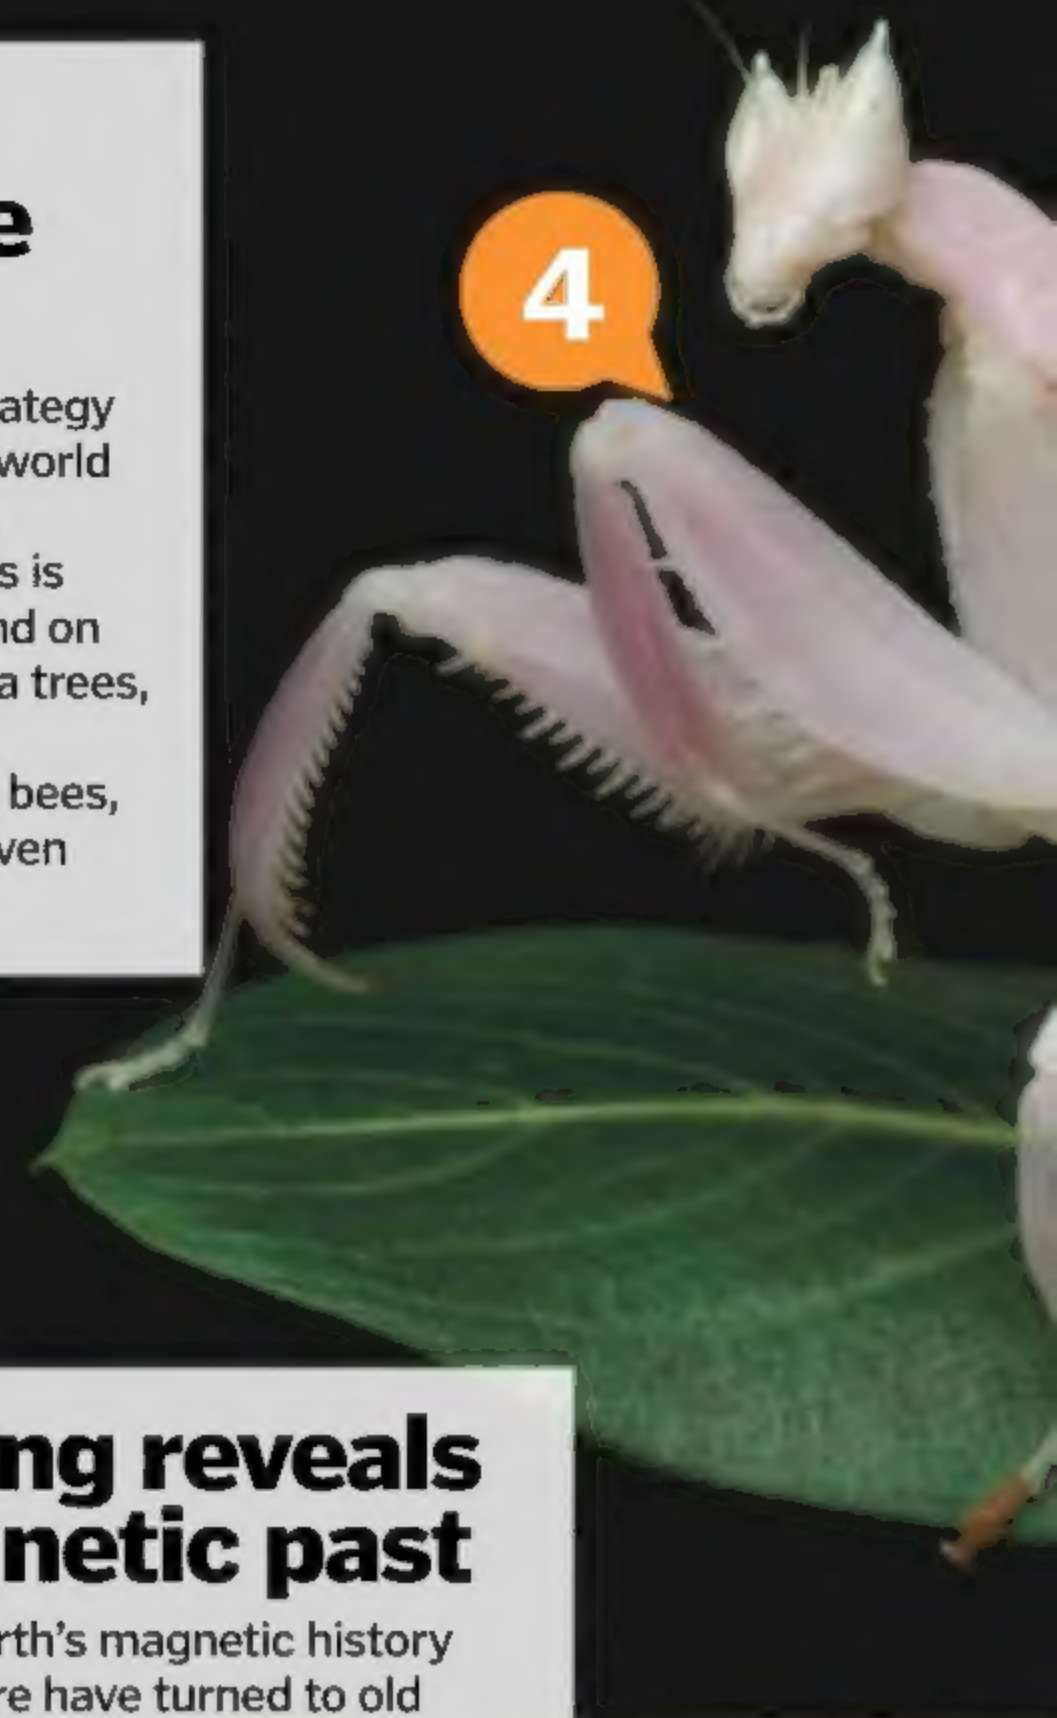 e
ategy
world
s is
nd on
a trees,
bees,
ven
4
ng reveals
netic past
rth's magnetic history
re have turned to old